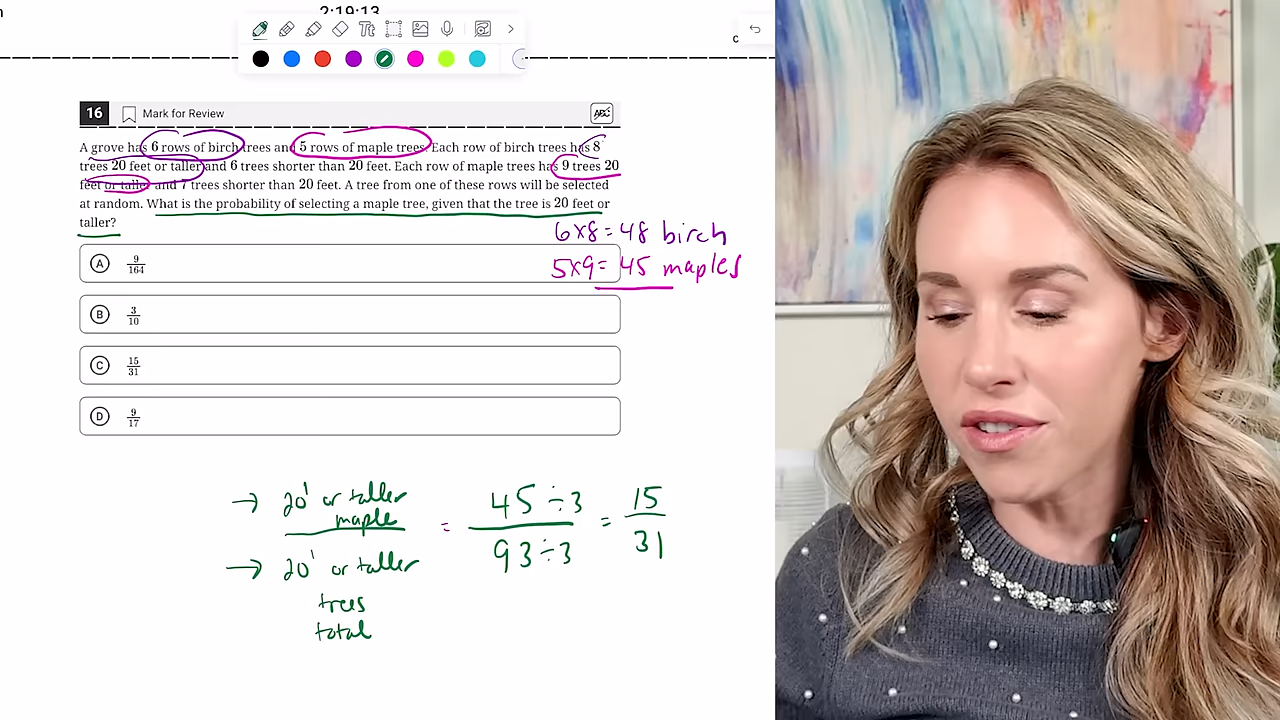 2:19:13
Tt
16 Mark for Review ABC
A grove has 6 rows of birch trees and 5 rows of maple trees. Each row of birch trees has 8
trees 20 feet or taller and 6 trees shorter than 20 feet. Each row of maple trees has 9 trees 20
feet or taller and 7 trees shorter than 20 feet. A tree from one of these rows will be selected
at random. What is the probability of selecting a maple tree, given that the tree is 20 feet or
taller?
6x8=48 birch
5x9=45 maples
A 9/164
B 3/10
C 15/31
D 9/17
→ 20' or taller
maple
= 45÷3 / 93÷3 = 15/31
→ 20' or taller
trees
total